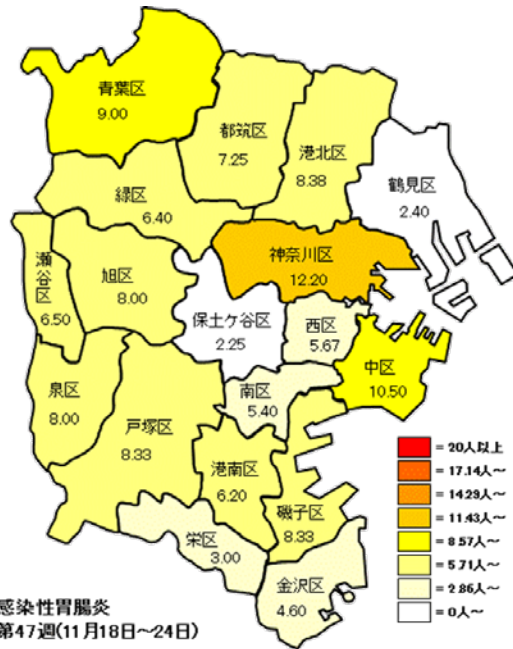 青葉区
9.00
都筑区
7.25
港北区
8.38
鶴見区
2.40
緑区
6.40
神奈川区
12.20
瀬谷区
6.50
旭区
8.00
保土ケ谷区
2.25
西区
5.67
中区
10.50
泉区
8.00
戸塚区
8.33
南区
5.40
港南区
6.20
磯子区
8.33
栄区
3.00
金沢区
4.60
= 20人以上
= 17.14人~
= 14.29人~
= 11.43人~
= 8.57人~
= 5.71人~
= 2.86人~
= 0人~
感染性胃腸炎
第47週(11月18日~24日)